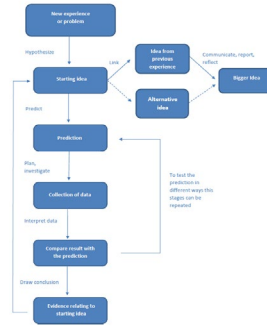 New experience
or problem
Hypothesize
Starting idea
Link
Idea from
previous
experience
Communicate, report,
reflect
Bigger Idea
Alternative
idea
Predict
Prediction
Plan,
investigate
Collection of data
To test the
prediction in
different ways this
stages can be
repeated
Interpret data
Compare result with
the prediction
Draw conclusion
Evidence relating to
starting idea